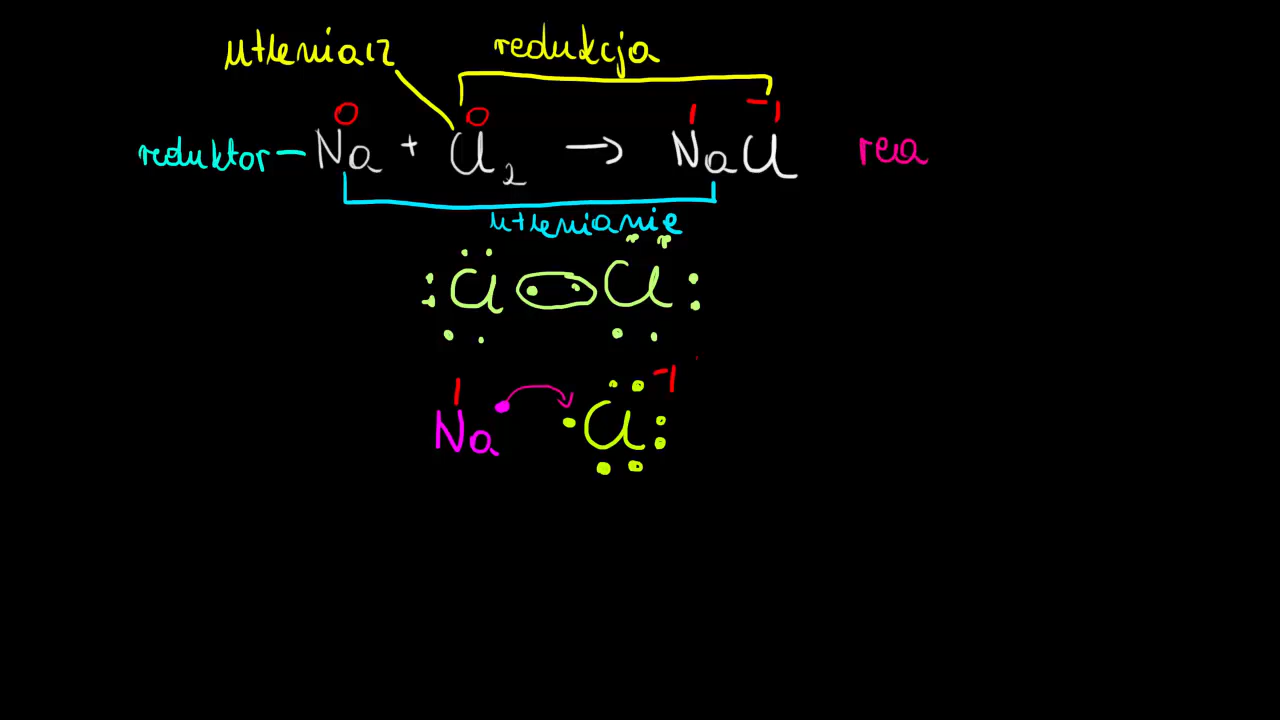 utleniacz redukcja
0 0 1 -1
reduktor – Na + Cl₂ → NaCl rea
utlenianie
Cl Cl
1 -1
Na Cl